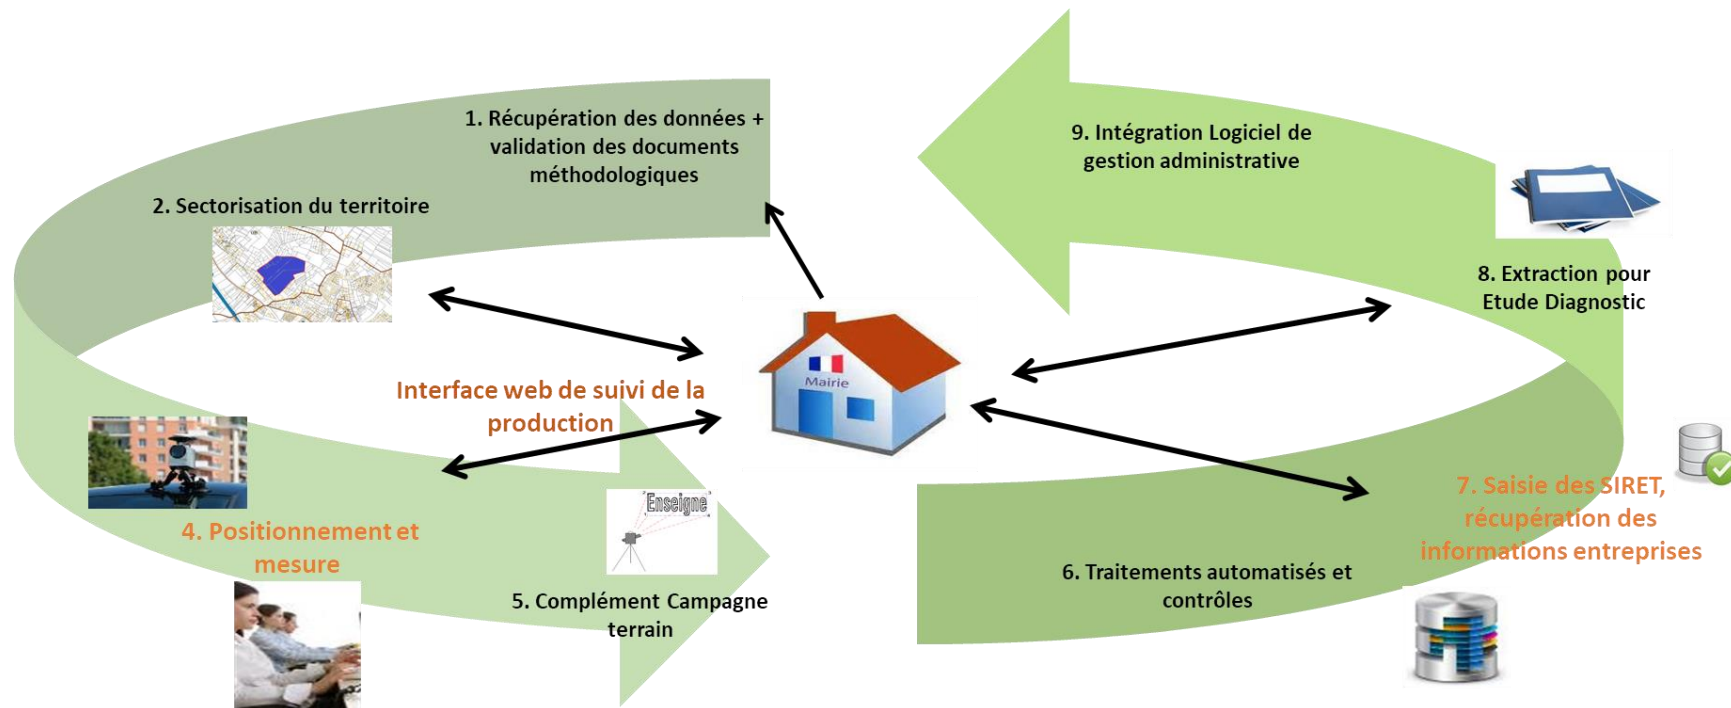 1. Récupération des données +
validation des documents
méthodologiques
2. Sectorisation du territoire
Interface web de suivi de la
production
4. Positionnement et
mesure
Enseigne
5. Complément Campagne
terrain
Mairie
6. Traitements automatisés et
contrôles
7. Saisie des SIRET,
récupération des
informations entreprises
8. Extraction pour
Etude Diagnostic
9. Intégration Logiciel de
gestion administrative